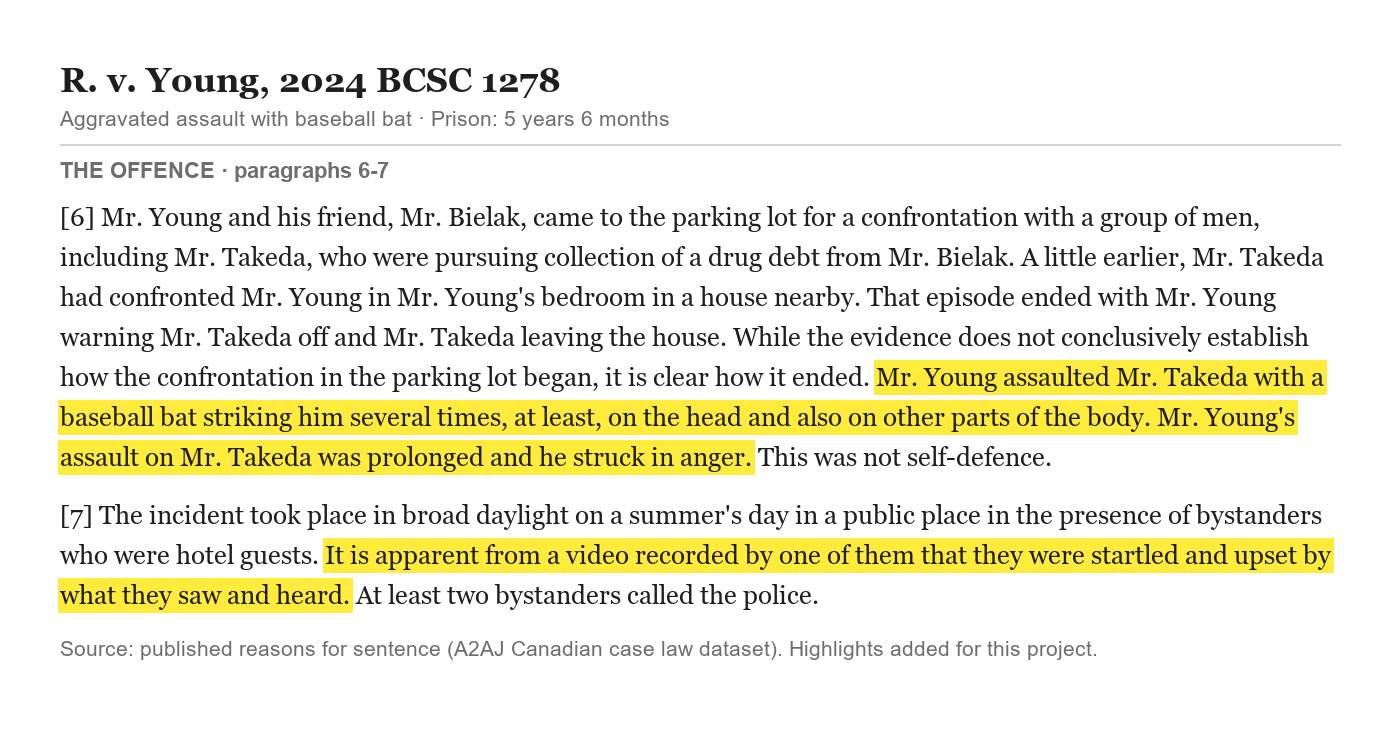 R. v. Young, 2024 BCSC 1278
Aggravated assault with baseball bat · Prison: 5 years 6 months
THE OFFENCE · paragraphs 6-7
[6] Mr. Young and his friend, Mr. Bielak, came to the parking lot for a confrontation with a group of men,
including Mr. Takeda, who were pursuing collection of a drug debt from Mr. Bielak. A little earlier, Mr. Takeda
had confronted Mr. Young in Mr. Young's bedroom in a house nearby. That episode ended with Mr. Young
warning Mr. Takeda off and Mr. Takeda leaving the house. While the evidence does not conclusively establish
how the confrontation in the parking lot began, it is clear how it ended. Mr. Young assaulted Mr. Takeda with a
baseball bat striking him several times, at least, on the head and also on other parts of the body. Mr. Young's
assault on Mr. Takeda was prolonged and he struck in anger. This was not self-defence.
[7] The incident took place in broad daylight on a summer's day in a public place in the presence of bystanders
who were hotel guests. It is apparent from a video recorded by one of them that they were startled and upset by
what they saw and heard. At least two bystanders called the police.
Source: published reasons for sentence (A2AJ Canadian case law dataset). Highlights added for this project.